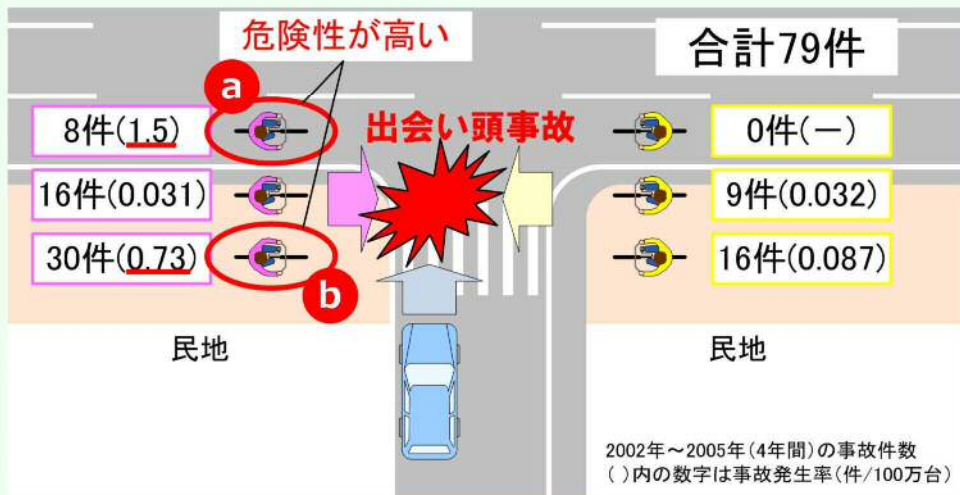 危険性が高い
合計79件
a
8件(1.5)
出会い頭事故
0件(－)
16件(0.031)
9件(0.032)
30件(0.73)
16件(0.087)
b
民地
民地
2002年～2005年(4年間)の事故件数
( )内の数字は事故発生率(件/100万台)